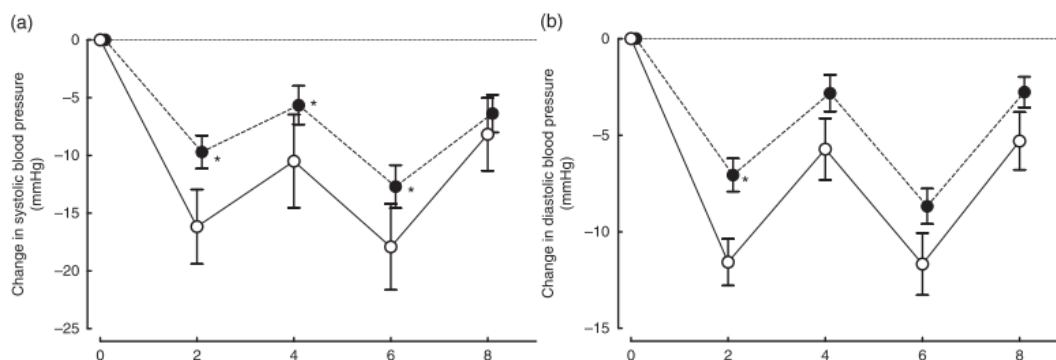 (a)
Change in systolic blood pressure
(mmHg)
0
−5
−10
−15
−20
−25
*
*
*
0 2 4 6 8
(b)
Change in diastolic blood pressure
(mmHg)
0
−5
−10
−15
*
0 2 4 6 8